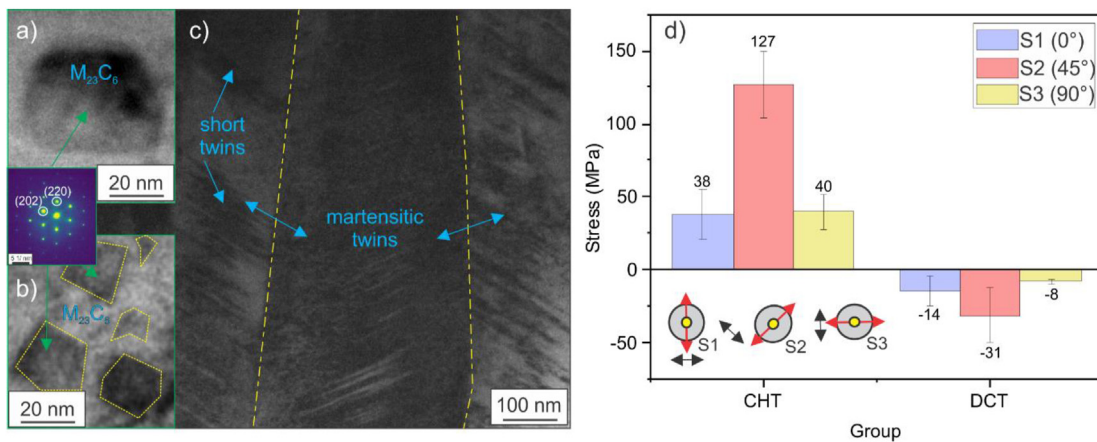 a)
M₂₃C₆
20 nm
(202)
(220)
5 1/nm
b)
M₂₃C₆
20 nm
c)
short
twins
martensitic
twins
100 nm
d)
S1 (0°)
S2 (45°)
S3 (90°)
Stress (MPa)
150
100
50
0
-50
38
127
40
-14
-31
-8
S1
S2
S3
CHT
DCT
Group